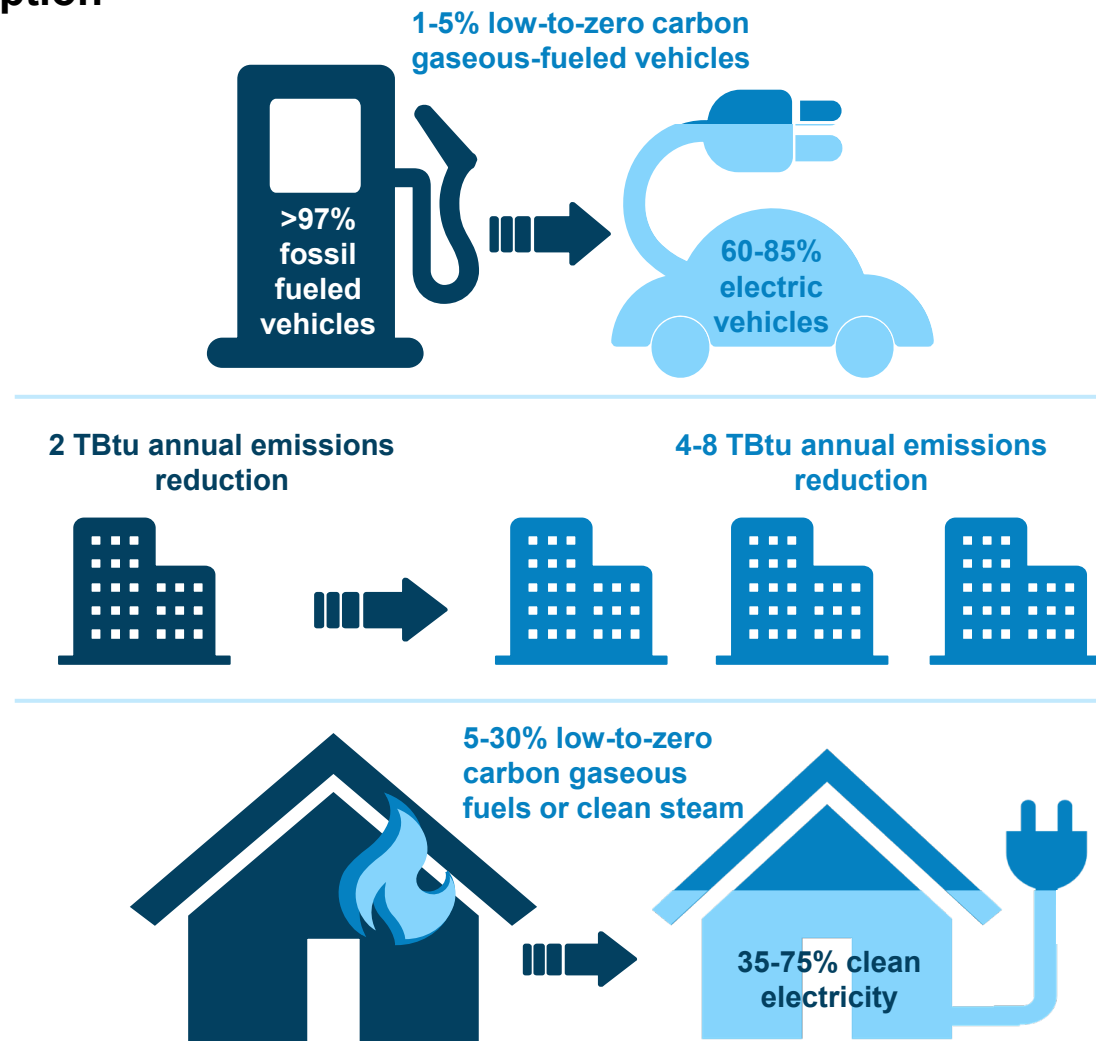 1-5% low-to-zero carbon
gaseous-fueled vehicles
>97%
fossil
fueled
vehicles
60-85%
electric
vehicles
2 TBtu annual emissions
reduction
4-8 TBtu annual emissions
reduction
5-30% low-to-zero
carbon gaseous
fuels or clean steam
35-75% clean
electricity